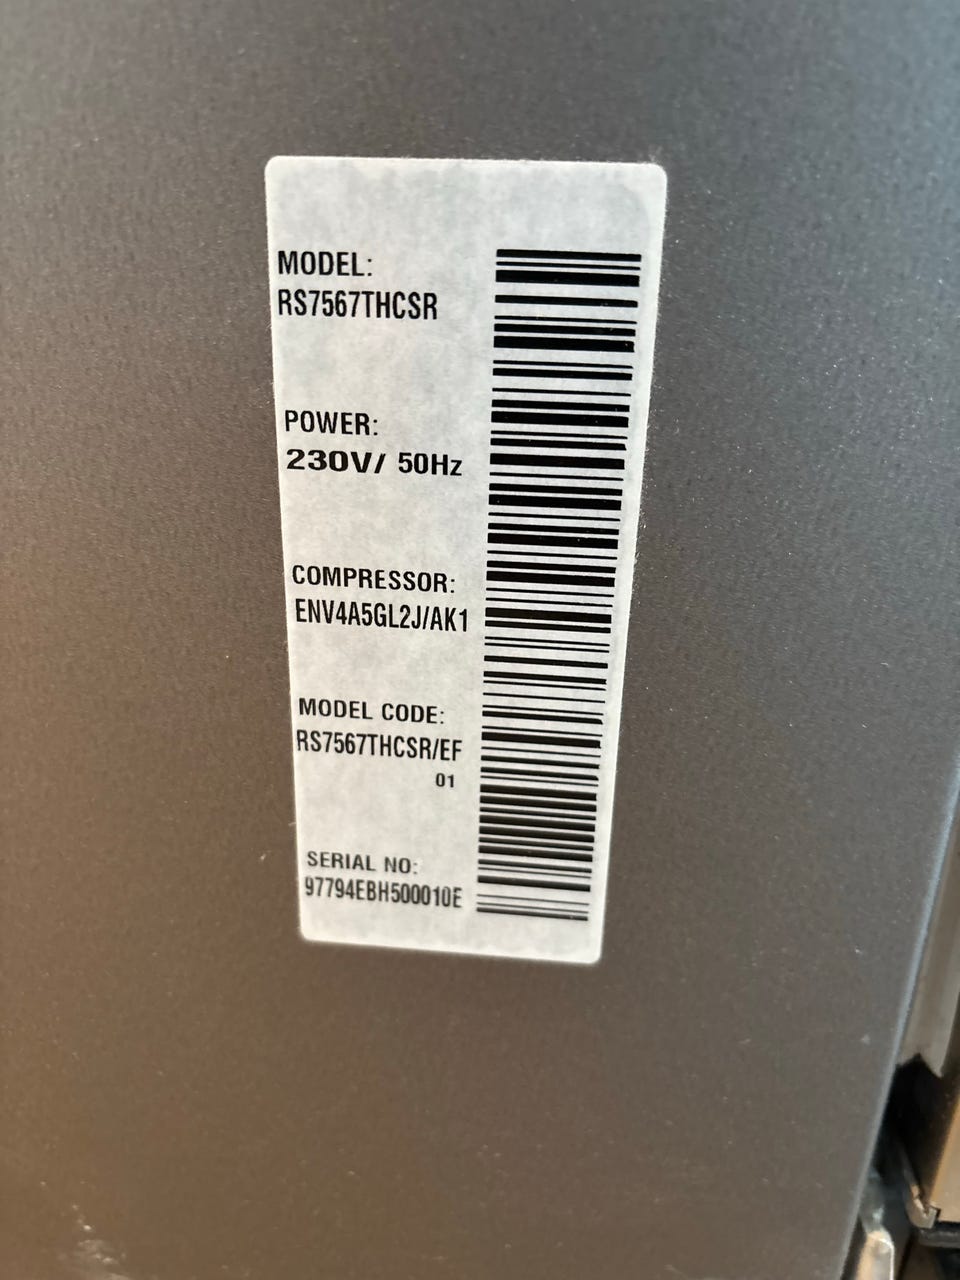 MODEL:
RS7567THCSR
POWER:
230V/ 50Hz
COMPRESSOR:
ENV4A5GL2J/AK1
MODEL CODE:
RS7567THCSR/EF
01
SERIAL NO:
97794EBH500010E